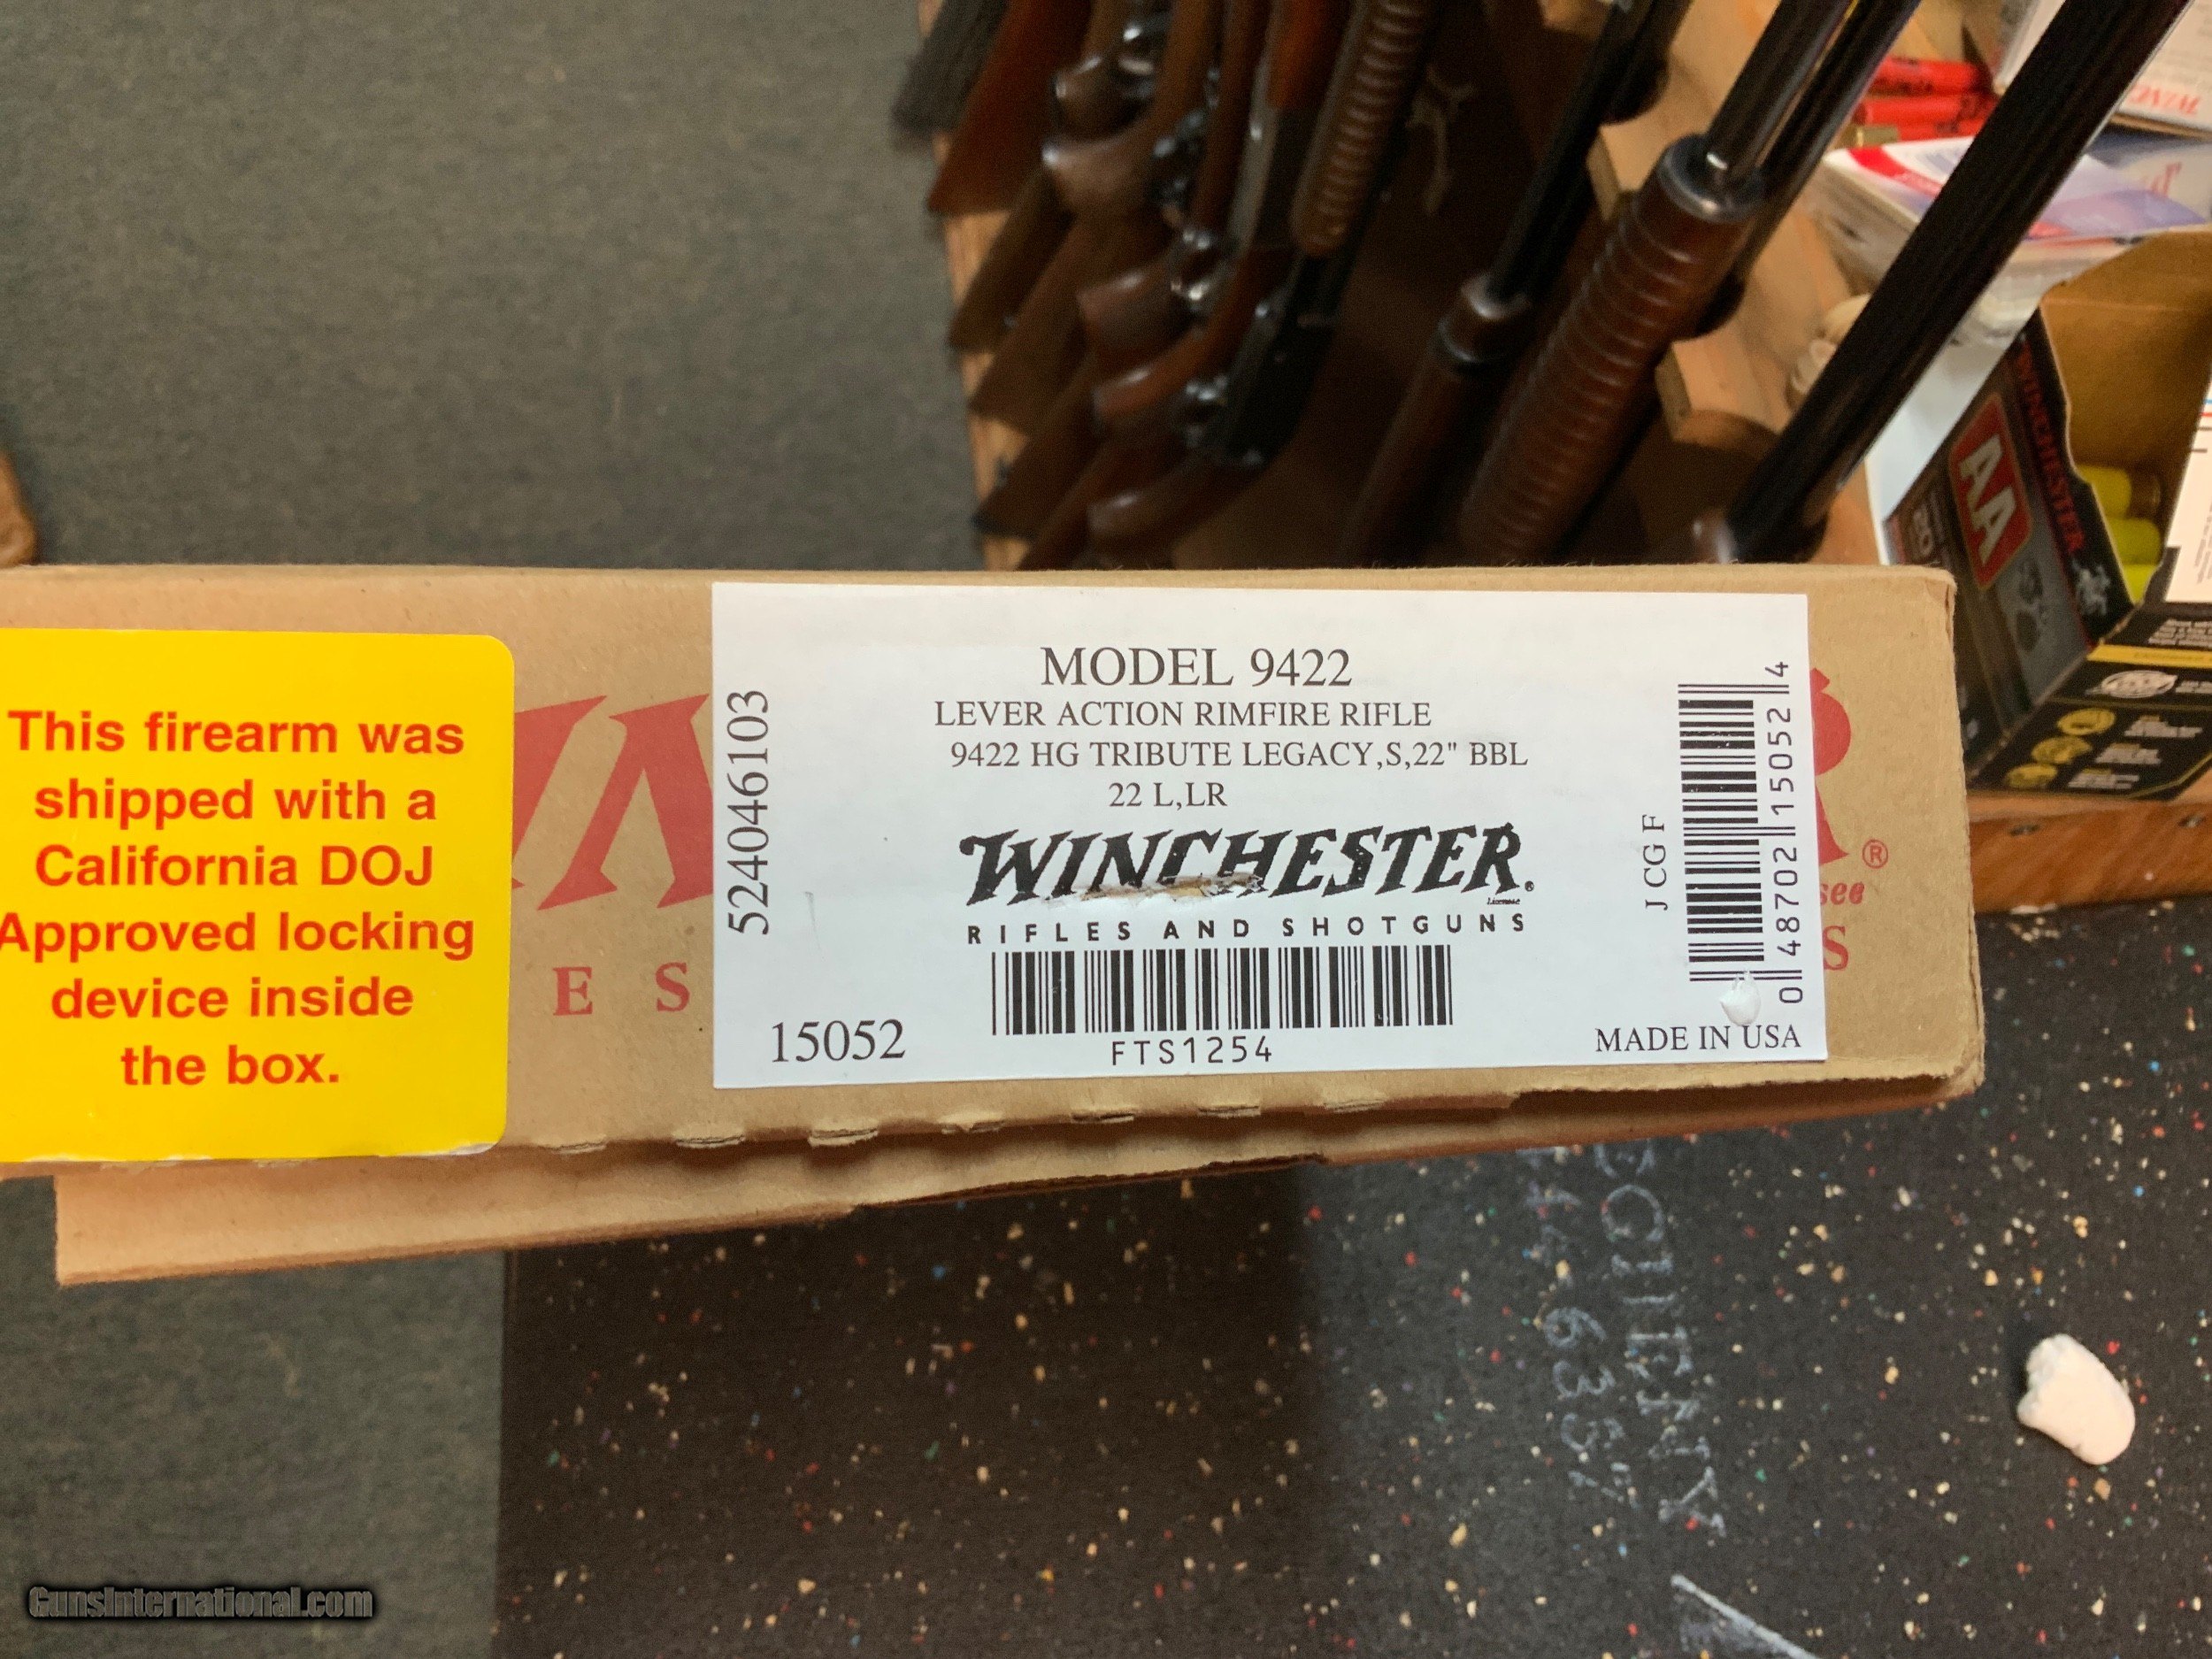 This firearm was
shipped with a
California DOJ
Approved locking
device inside
the box.
E S
524046103
MODEL 9422
LEVER ACTION RIMFIRE RIFLE
9422 HG TRIBUTE LEGACY,S,22" BBL
22 L,LR
WINCHESTER.
RIFLES AND SHOTGUNS
FTS1254
15052
J CG F
0 48702 15052 4
MADE IN USA
®
see
S
WINCHESTER
AA
GunsInternational.com